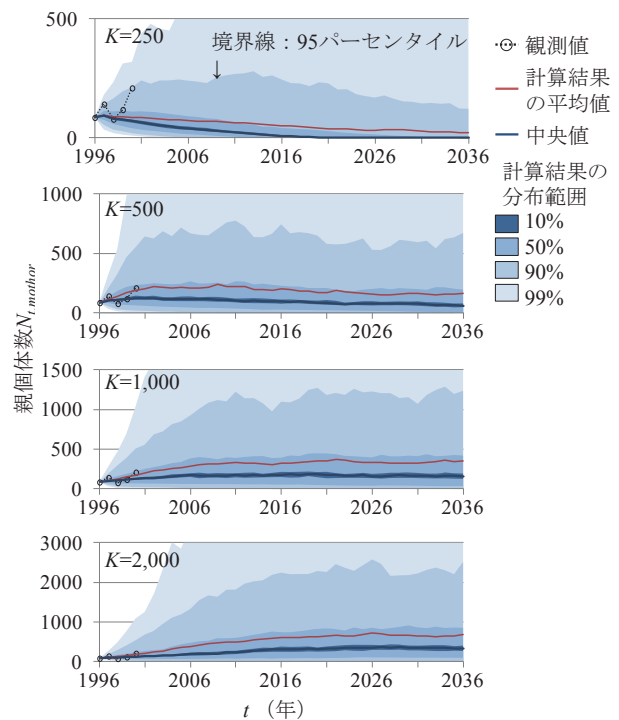 親個体数N_{t,mothor}
500
250
0
K=250
境界線：95パーセンタイル
↓
1996 2006 2016 2026 2036
観測値
計算結果
の平均値
中央値
計算結果の
分布範囲
10%
50%
90%
99%
1000
500
0
K=500
1996 2006 2016 2026 2036
1500
1000
500
0
K=1,000
1996 2006 2016 2026 2036
3000
2000
1000
0
K=2,000
1996 2006 2016 2026 2036
t （年）